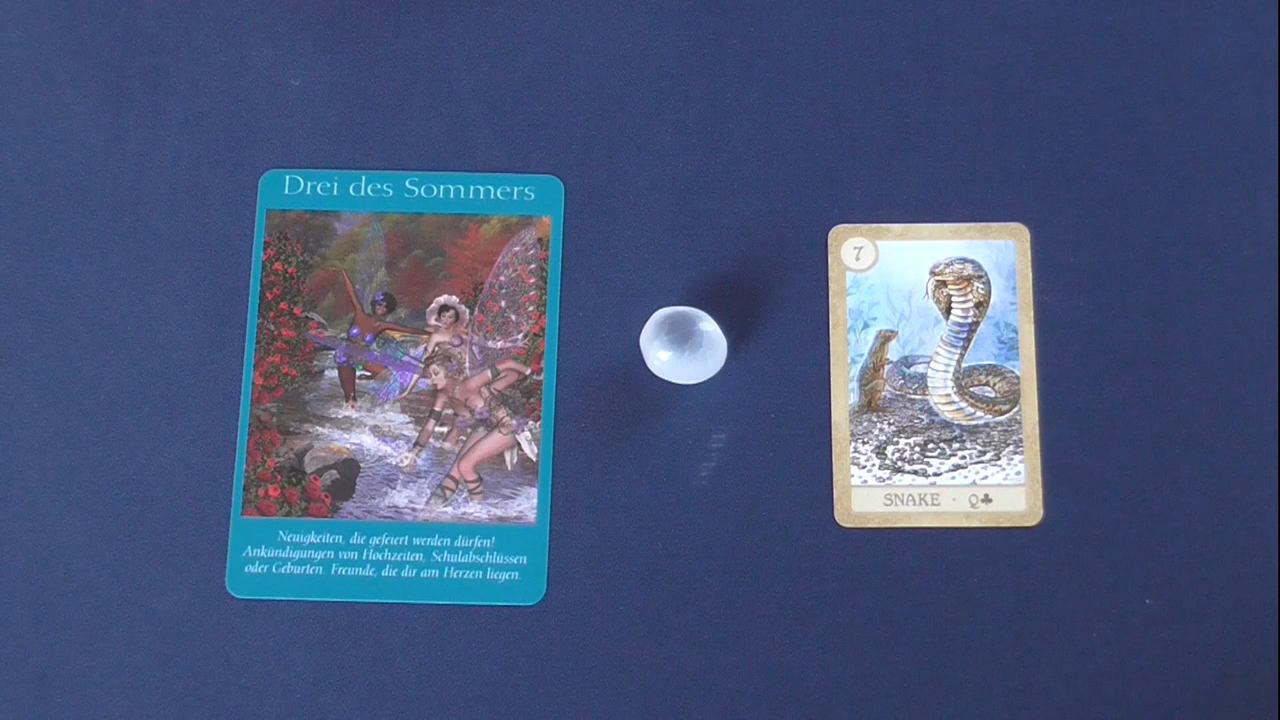 Drei des Sommers
Neuigkeiten, die gefeiert werden dürfen!
Ankündigungen von Hochzeiten, Schulabschlüssen
oder Geburten. Freunde, die dir am Herzen liegen.
7
SNAKE · Q♣